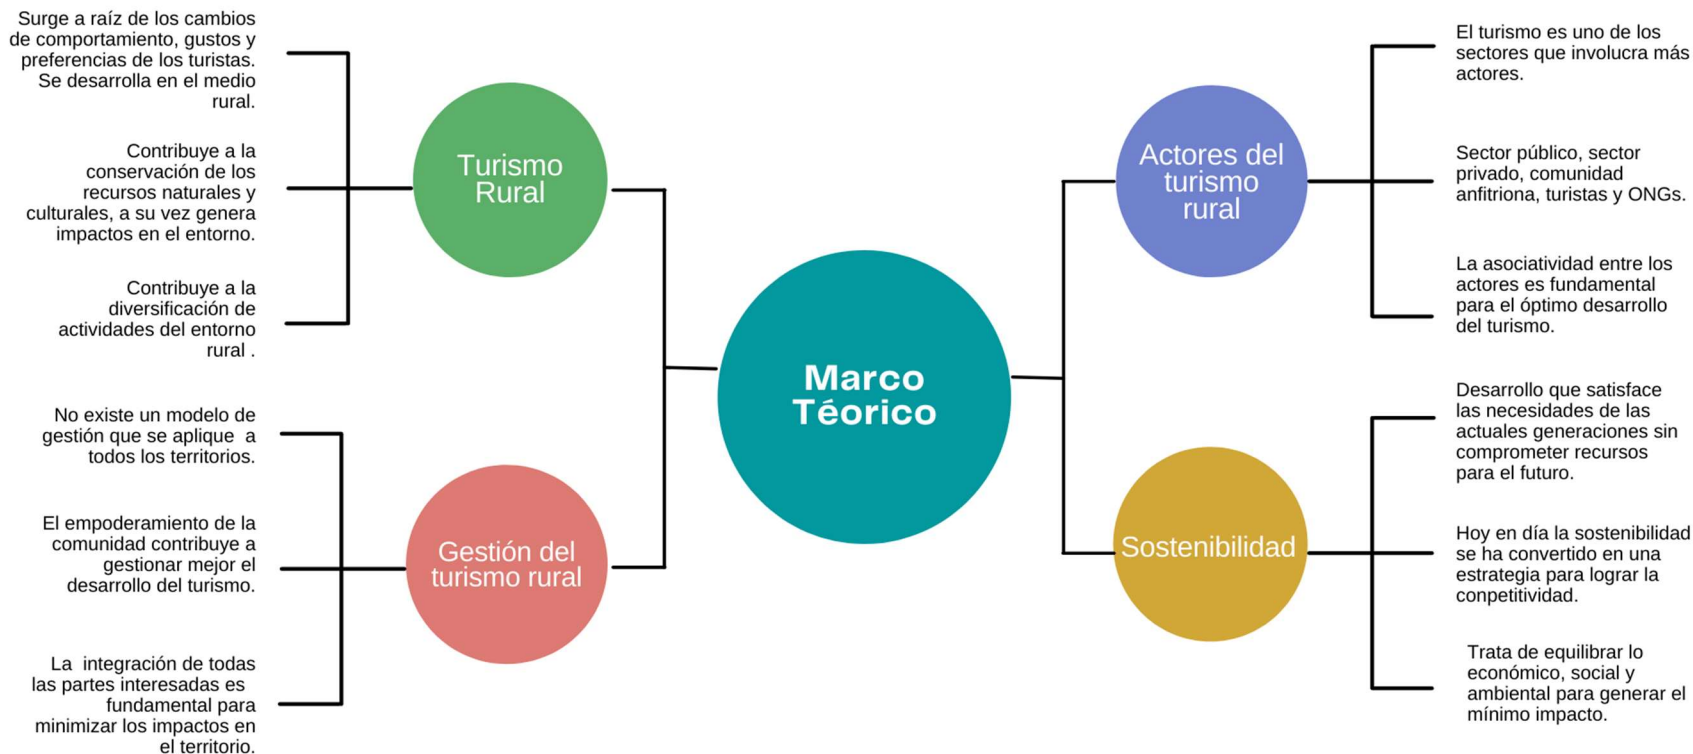 Surge a raíz de los cambios
de comportamiento, gustos y
preferencias de los turistas.
Se desarrolla en el medio
rural.
Contribuye a la
conservación de los
recursos naturales y
culturales, a su vez genera
impactos en el entorno.
Contribuye a la
diversificación de
actividades del entorno
rural .
Turismo
Rural
No existe un modelo de
gestión que se aplique  a
todos los territorios.
El empoderamiento de la
comunidad contribuye a
gestionar mejor el
desarrollo del turismo.
La  integración de todas
las partes interesadas es
fundamental para
minimizar los impactos en
el territorio.
Gestión del
turismo rural
Marco
Téorico
Actores del
turismo
rural
El turismo es uno de los
sectores que involucra más
actores.
Sector público, sector
privado, comunidad
anfitriona, turistas y ONGs.
La asociatividad entre los
actores es fundamental
para el óptimo desarrollo
del turismo.
Sostenibilidad
Desarrollo que satisface
las necesidades de las
actuales generaciones sin
comprometer recursos
para el futuro.
Hoy en día la sostenibilidad
se ha convertido en una
estrategia para lograr la
conpetitividad.
Trata de equilibrar lo
económico, social y
ambiental para generar el
mínimo impacto.